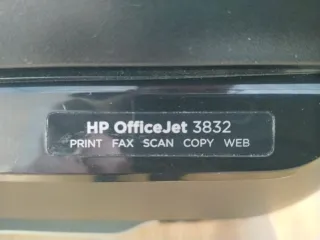 HP OfficeJet 3832
PRINT FAX SCAN COPY WEB